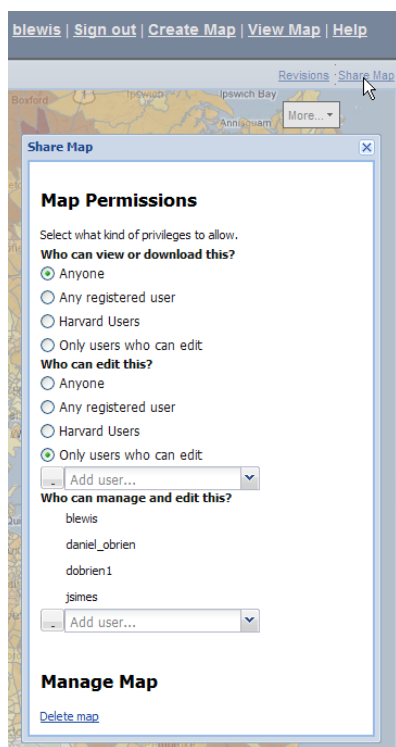 blewis | Sign out | Create Map | View Map | Help
Revisions Share Map
Boxford
Ipswich
Ipswich Bay
Annisquam
More...
Share Map
Map Permissions
Select what kind of privileges to allow.
Who can view or download this?
Anyone
Any registered user
Harvard Users
Only users who can edit
Who can edit this?
Anyone
Any registered user
Harvard Users
Only users who can edit
Add user...
Who can manage and edit this?
blewis
daniel_obrien
dobrien1
jsimes
Add user...
Manage Map
Delete map